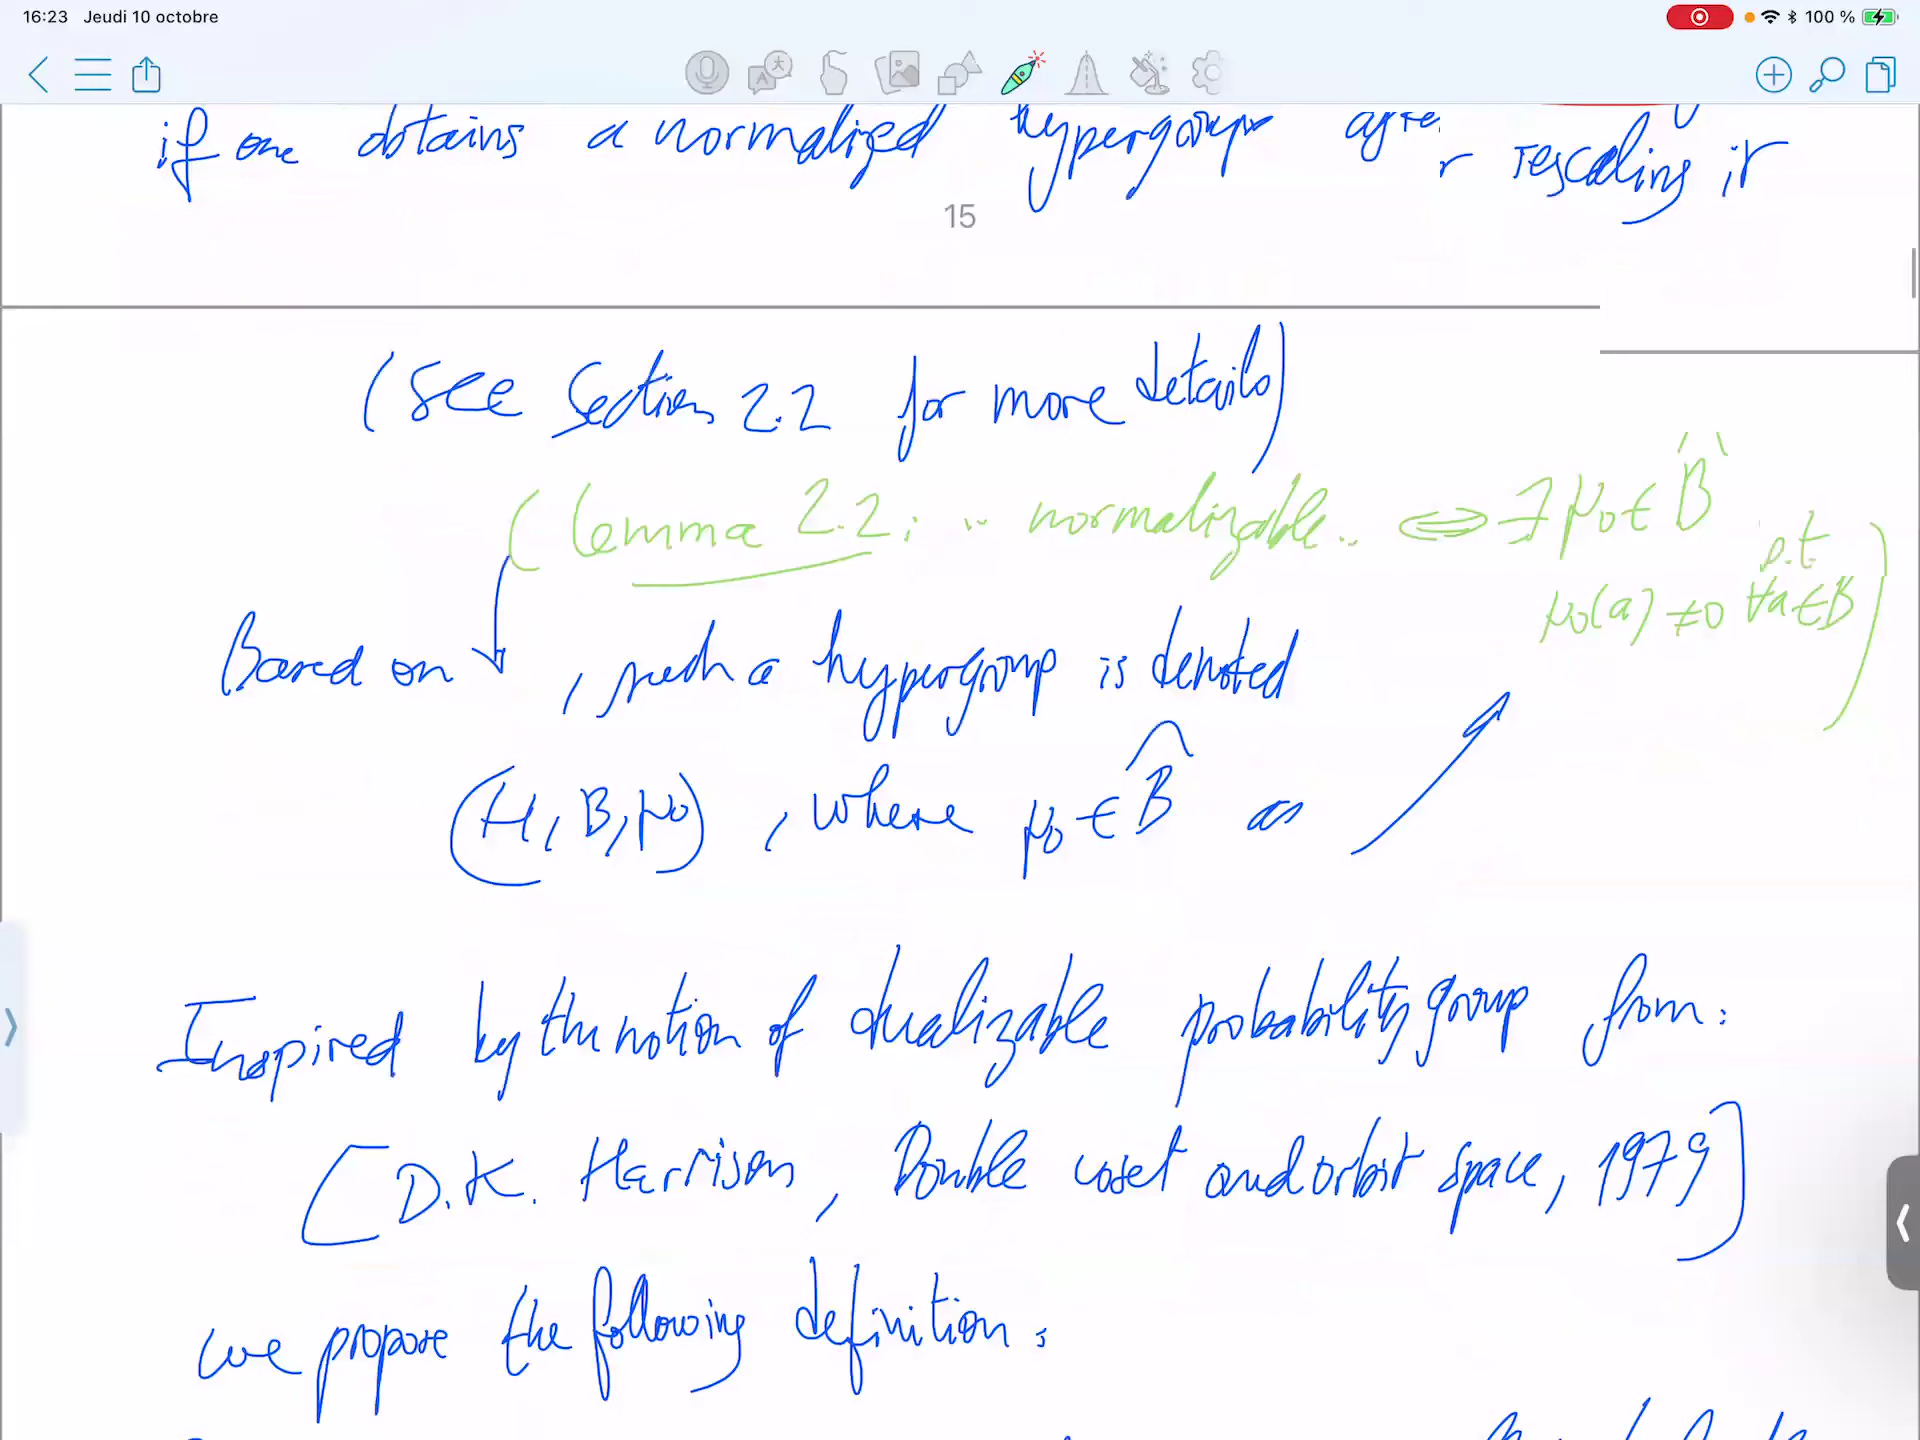 16:23 Jeudi 10 octobre 100 %
if one obtains a normalized hypergroup after rescaling it
15
(see Section 2.2 for more details)
(Lemma 2.2: .. normalizable.. ⟺ ∃ μ₀ ∈ B̂
s.t
μ₀(a) ≠ 0 ∀a ∈ B)
Based on ↓, such a hypergroup is denoted
(H, B, μ₀), where μ₀ ∈ B̂ as ↗
Inspired by the notion of dualizable probability group from:
[D.K. Harrison, Double coset and orbit space, 1979]
we propose the following definition: